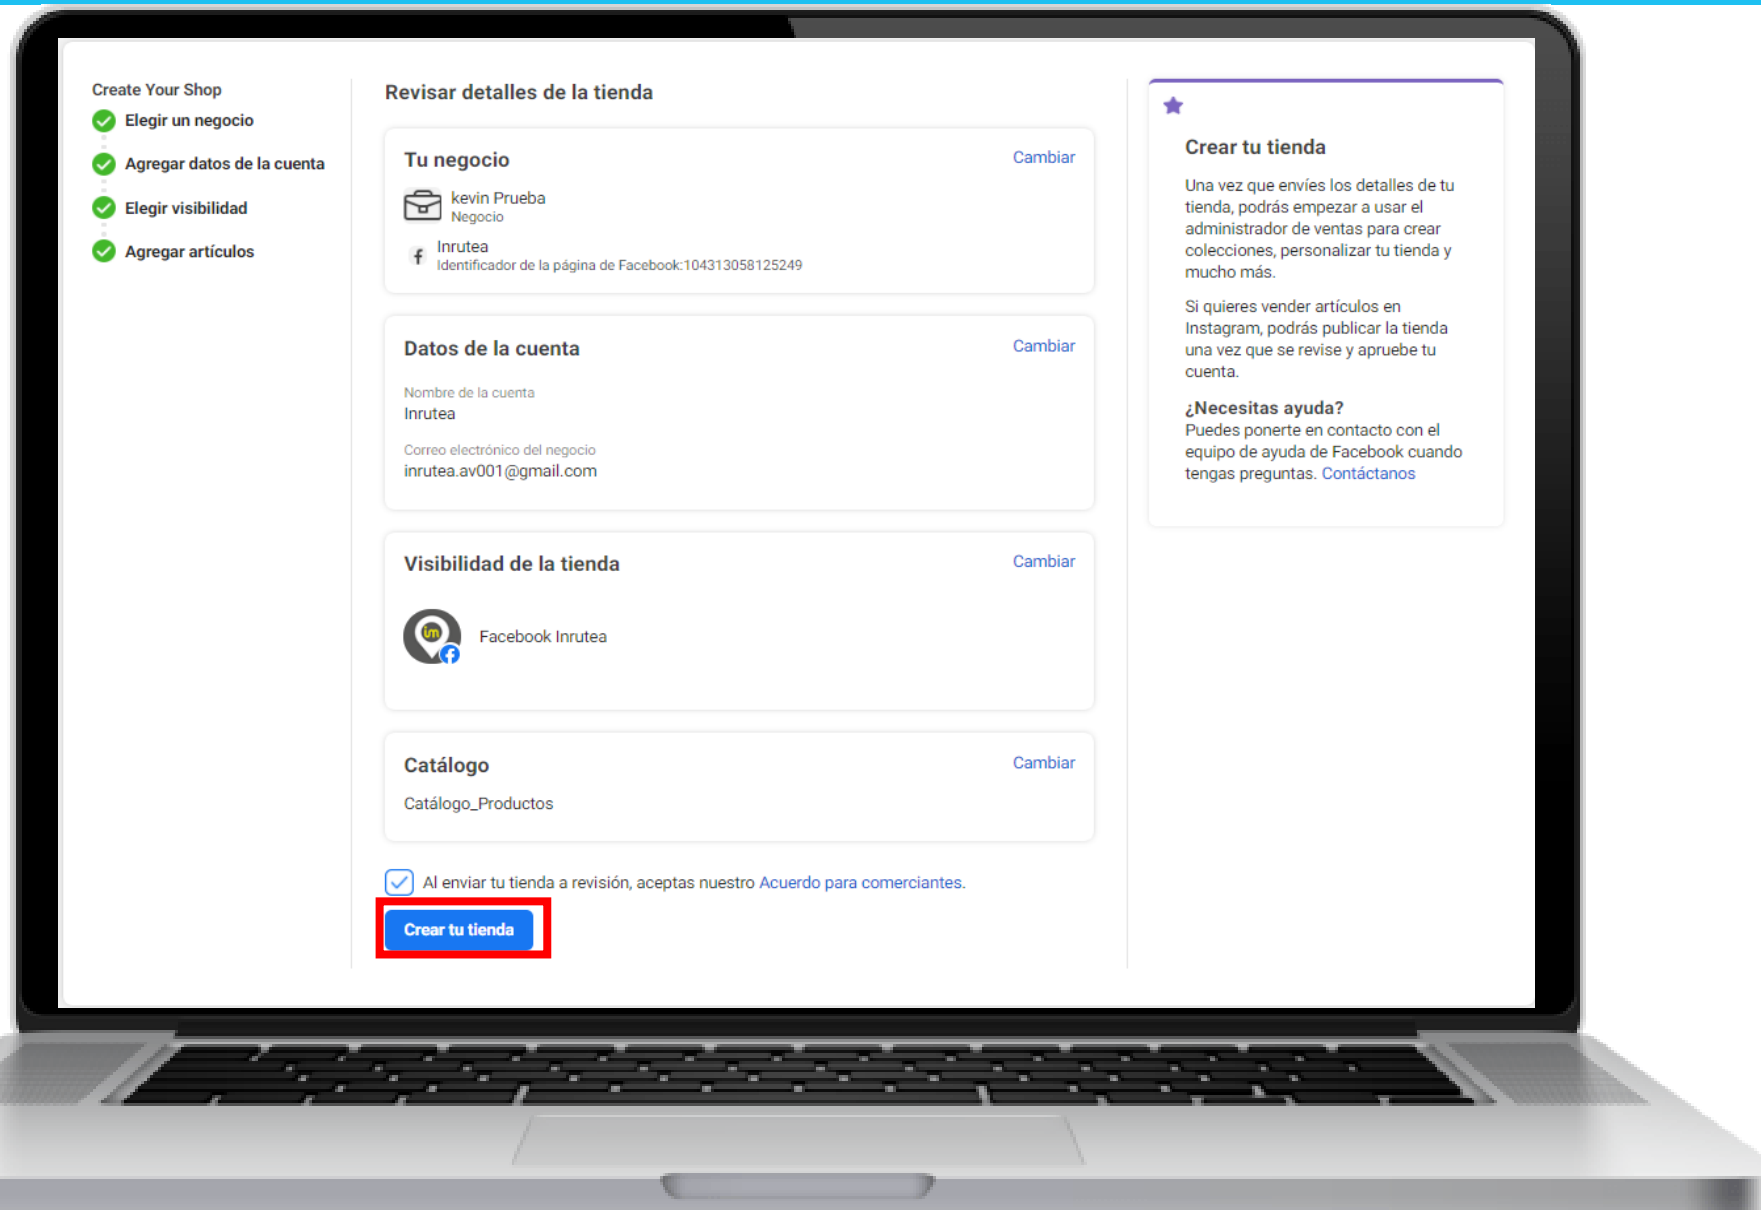 Create Your Shop
Elegir un negocio
Agregar datos de la cuenta
Elegir visibilidad
Agregar artículos
Revisar detalles de la tienda
Tu negocio
Cambiar
kevin Prueba
Negocio
Inrutea
Identificador de la página de Facebook:104313058125249
Datos de la cuenta
Cambiar
Nombre de la cuenta
Inrutea
Correo electrónico del negocio
inrutea.av001@gmail.com
Visibilidad de la tienda
Cambiar
im
Facebook Inrutea
Catálogo
Cambiar
Catálogo_Productos
Al enviar tu tienda a revisión, aceptas nuestro Acuerdo para comerciantes.
Crear tu tienda
Crear tu tienda
Una vez que envíes los detalles de tu
tienda, podrás empezar a usar el
administrador de ventas para crear
colecciones, personalizar tu tienda y
mucho más.
Si quieres vender artículos en
Instagram, podrás publicar la tienda
una vez que se revise y apruebe tu
cuenta.
¿Necesitas ayuda?
Puedes ponerte en contacto con el
equipo de ayuda de Facebook cuando
tengas preguntas. Contáctanos